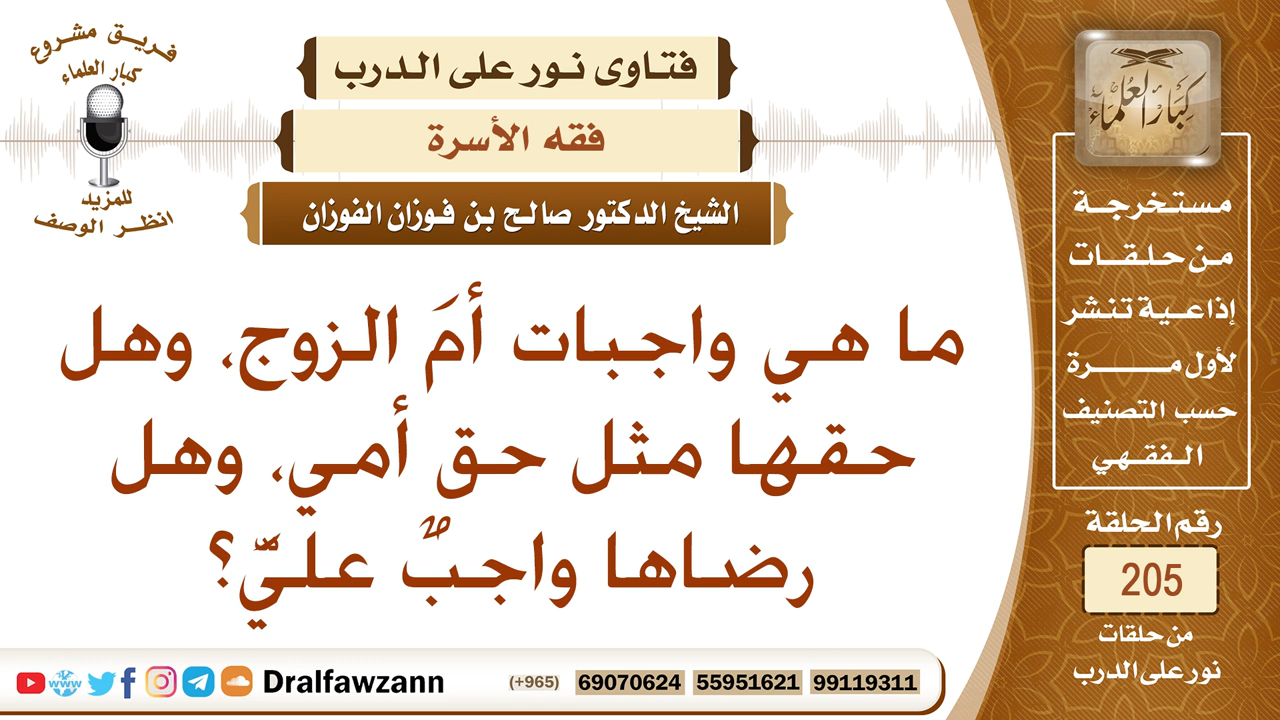 فريق مشروع
كبار العلماء
للمزيد
انظر الوصف
فتاوى نور على الدرب
فقه الأسرة
الشيخ الدكتور صالح بن فوزان الفوزان
ما هي واجبات أمَ الزوج، وهل
حقها مثل حق أمي، وهل
رضاها واجبٌ عليّ؟
كبار العلماء
مستخرجة
من حلقات
إذاعية تنشر
لأول مرة
حسب التصنيف
الفقهي
رقم الحلقة
205
من حلقات
نور على الدرب
www Dralfawzann (+965) 69070624 55951621 99119311